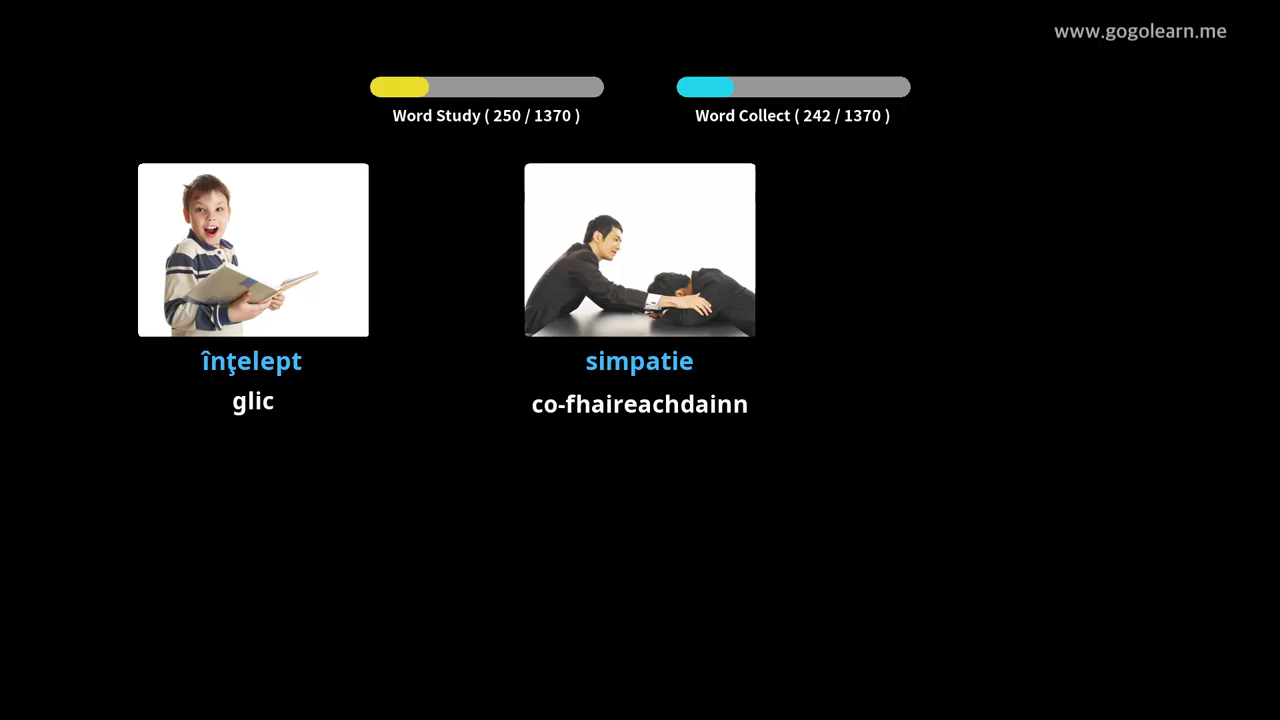 www.gogolearn.me
Word Study ( 250 / 1370 )
Word Collect ( 242 / 1370 )
înţelept
glic
simpatie
co-fhaireachdainn